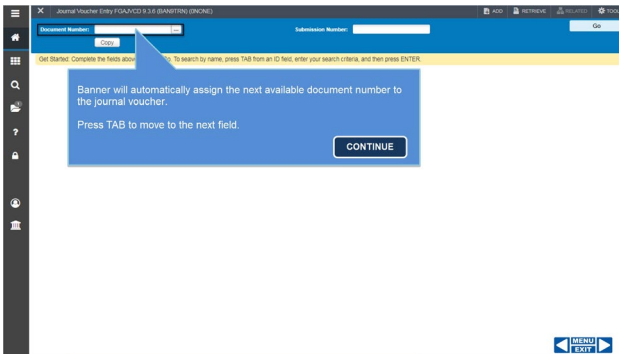 Journal Voucher Entry FGAJVCD 9.3.6 (BAN9TRN) (0NONE)
ADD RETRIEVE RELATED TOOL
Document Number: ... Submission Number: Go
Copy
Get Started: Complete the fields above To search by name, press TAB from an ID field, enter your search criteria, and then press ENTER.
Banner will automatically assign the next available document number to
the journal voucher.
Press TAB to move to the next field.
CONTINUE
MENU
EXIT